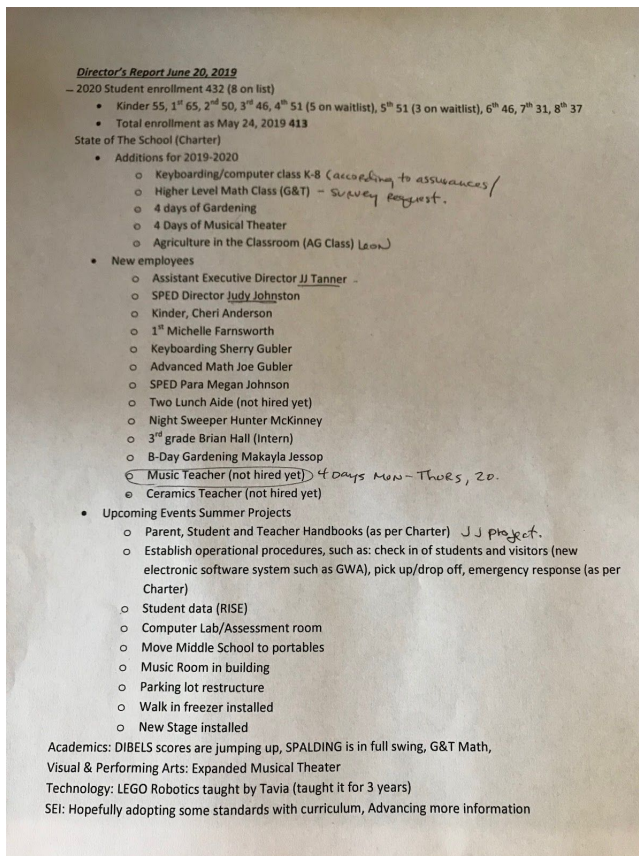 Director's Report June 20, 2019
– 2020 Student enrollment 432 (8 on list)
• Kinder 55, 1st 65, 2nd 50, 3rd 46, 4th 51 (5 on waitlist), 5th 51 (3 on waitlist), 6th 46, 7th 31, 8th 37
• Total enrollment as May 24, 2019 413
State of The School (Charter)
• Additions for 2019-2020
o Keyboarding/computer class K-8 (according to assurances/
o Higher Level Math Class (G&T) – survey request.
o 4 days of Gardening
o 4 Days of Musical Theater
o Agriculture in the Classroom (AG Class) Leon)
• New employees
o Assistant Executive Director JJ Tanner
o SPED Director Judy Johnston
o Kinder, Cheri Anderson
o 1st Michelle Farnsworth
o Keyboarding Sherry Gubler
o Advanced Math Joe Gubler
o SPED Para Megan Johnson
o Two Lunch Aide (not hired yet)
o Night Sweeper Hunter McKinney
o 3rd grade Brian Hall (Intern)
o B-Day Gardening Makayla Jessop
o Music Teacher (not hired yet) 4 Days Mon-Thurs, 20.
o Ceramics Teacher (not hired yet)
• Upcoming Events Summer Projects
o Parent, Student and Teacher Handbooks (as per Charter) JJ project.
o Establish operational procedures, such as: check in of students and visitors (new
electronic software system such as GWA), pick up/drop off, emergency response (as per
Charter)
o Student data (RISE)
o Computer Lab/Assessment room
o Move Middle School to portables
o Music Room in building
o Parking lot restructure
o Walk in freezer installed
o New Stage installed
Academics: DIBELS scores are jumping up, SPALDING is in full swing, G&T Math,
Visual & Performing Arts: Expanded Musical Theater
Technology: LEGO Robotics taught by Tavia (taught it for 3 years)
SEI: Hopefully adopting some standards with curriculum, Advancing more information